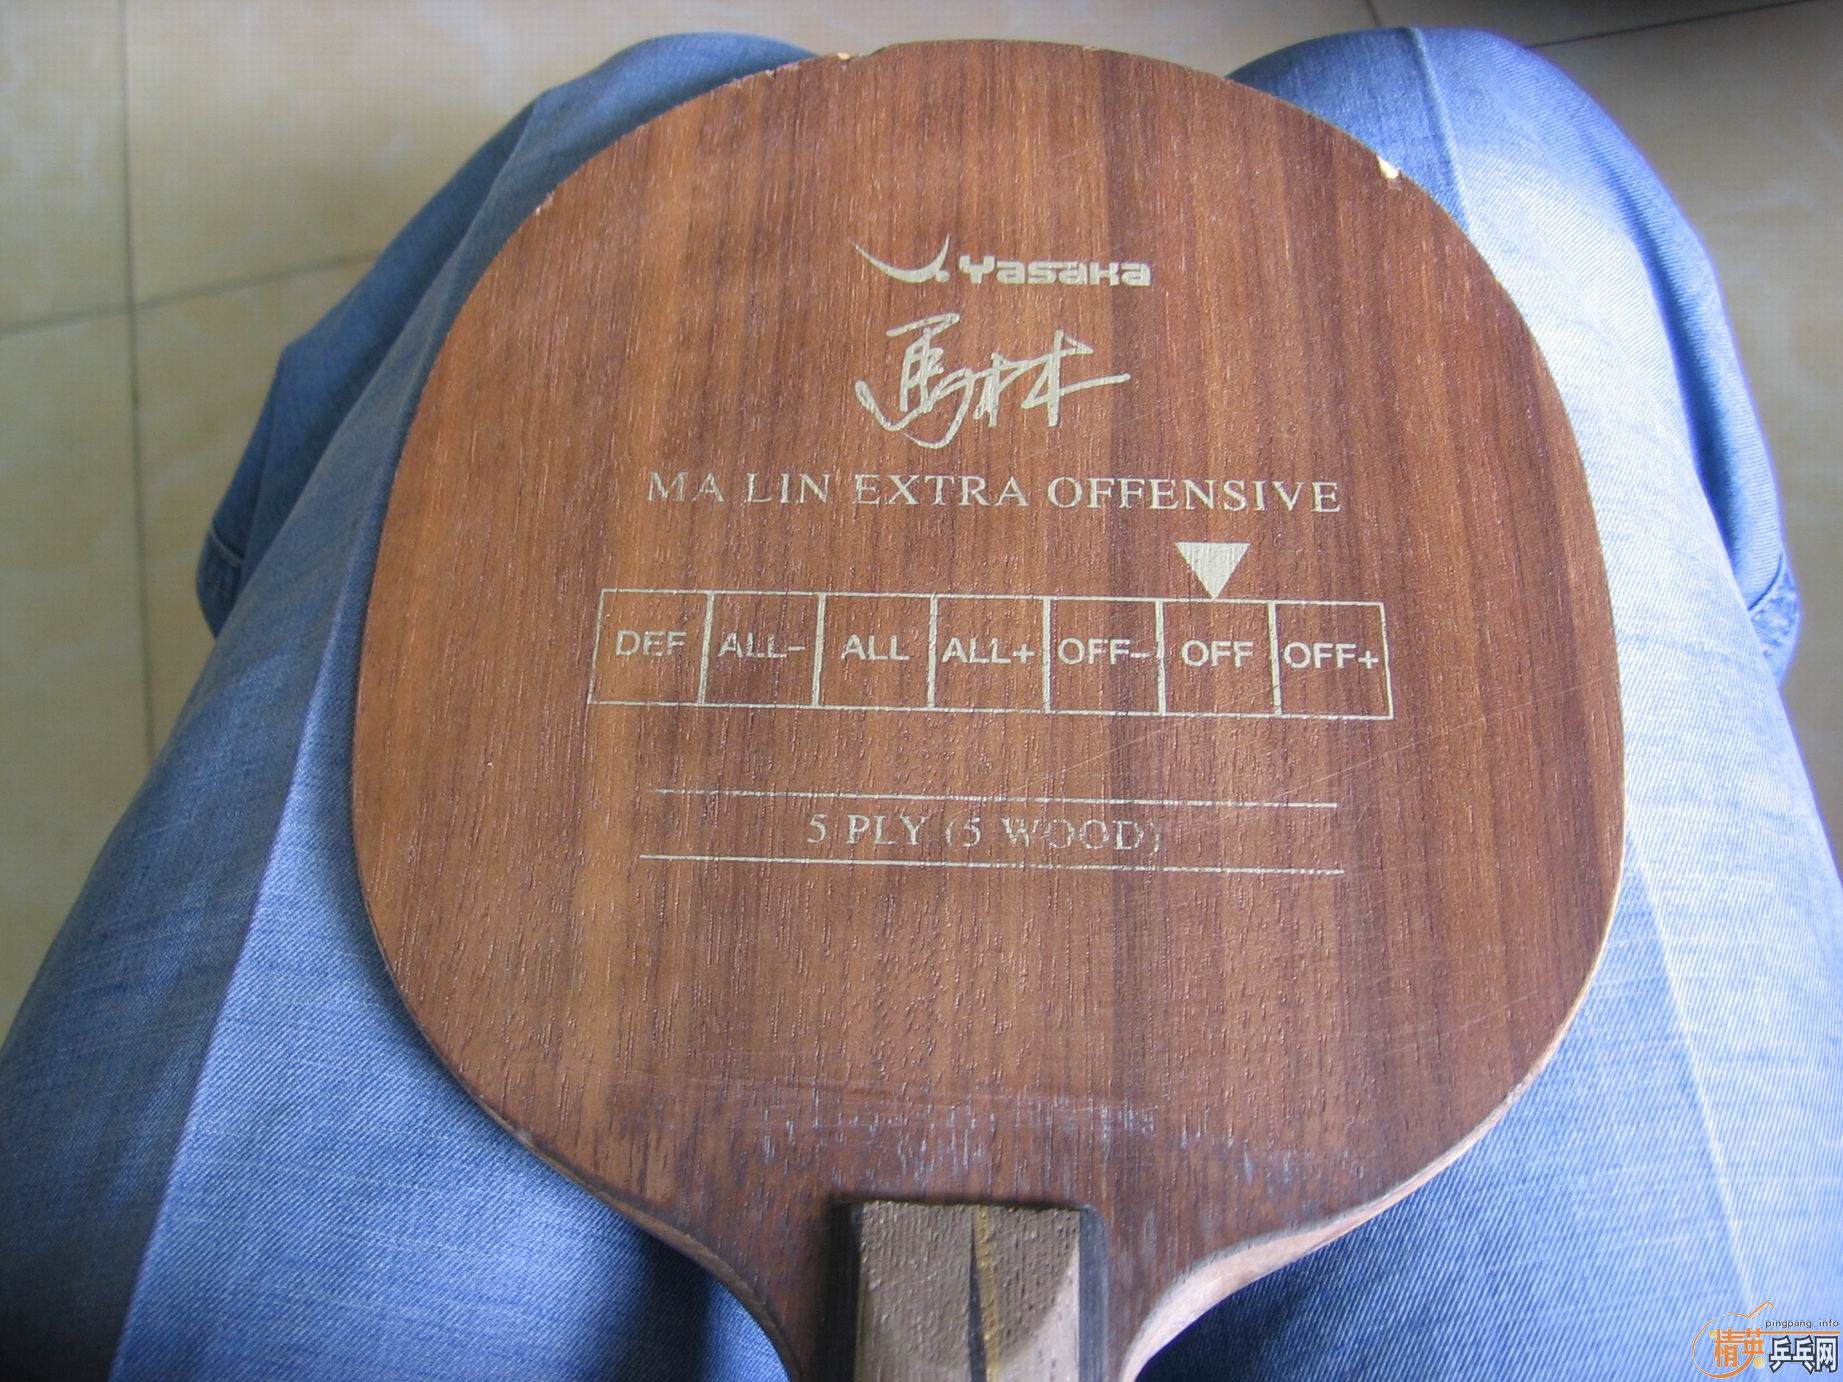 Yasaka
馬林
MA LIN EXTRA OFFENSIVE
DEF ALL- ALL ALL+ OFF- OFF OFF+
5 PLY (5 WOOD)
pingpang.info
精英乒乓网